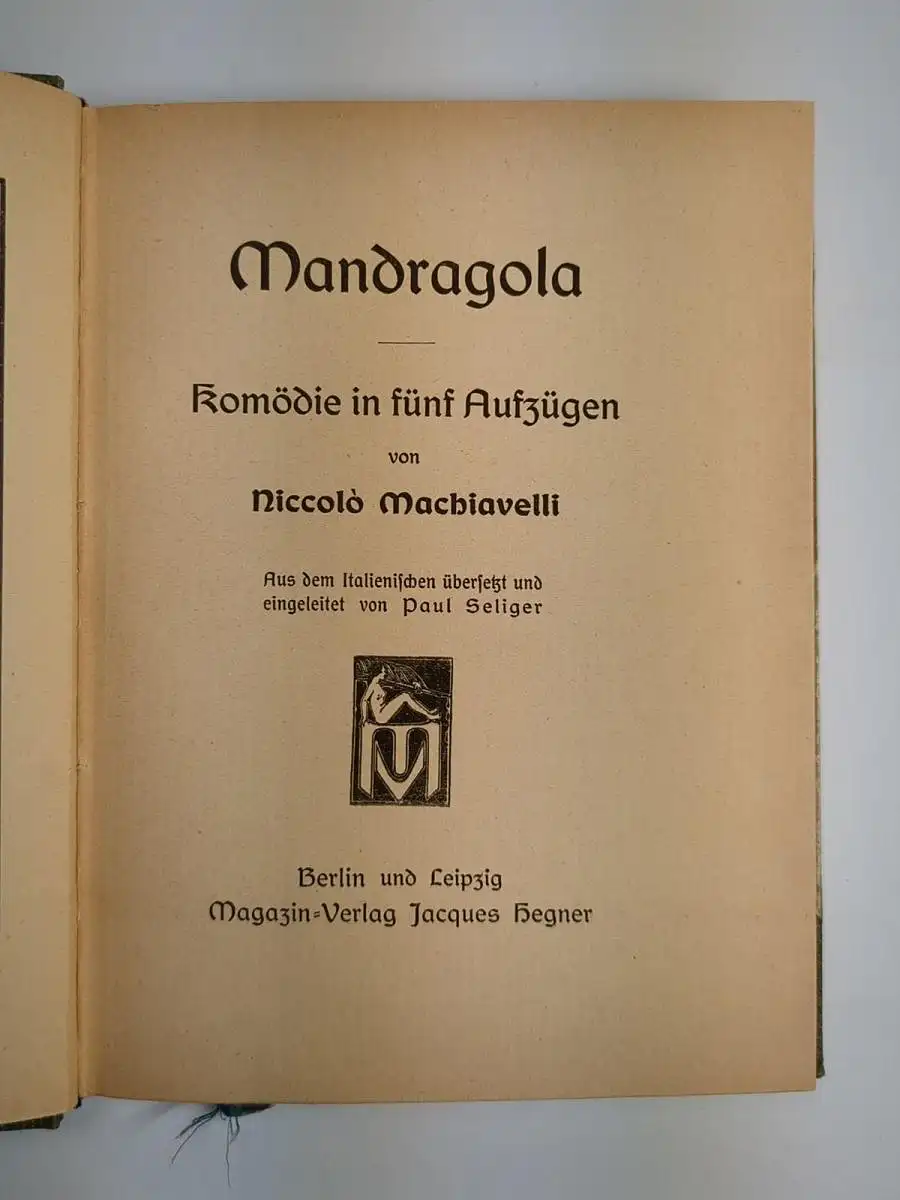 Mandragola
Komödie in fünf Aufzügen
von
Niccolò Machiavelli
Aus dem Italieniſchen überſetzt und
eingeleitet von Paul Seliger
MV
Berlin und Leipzig
Magazin=Verlag Jacques Hegner